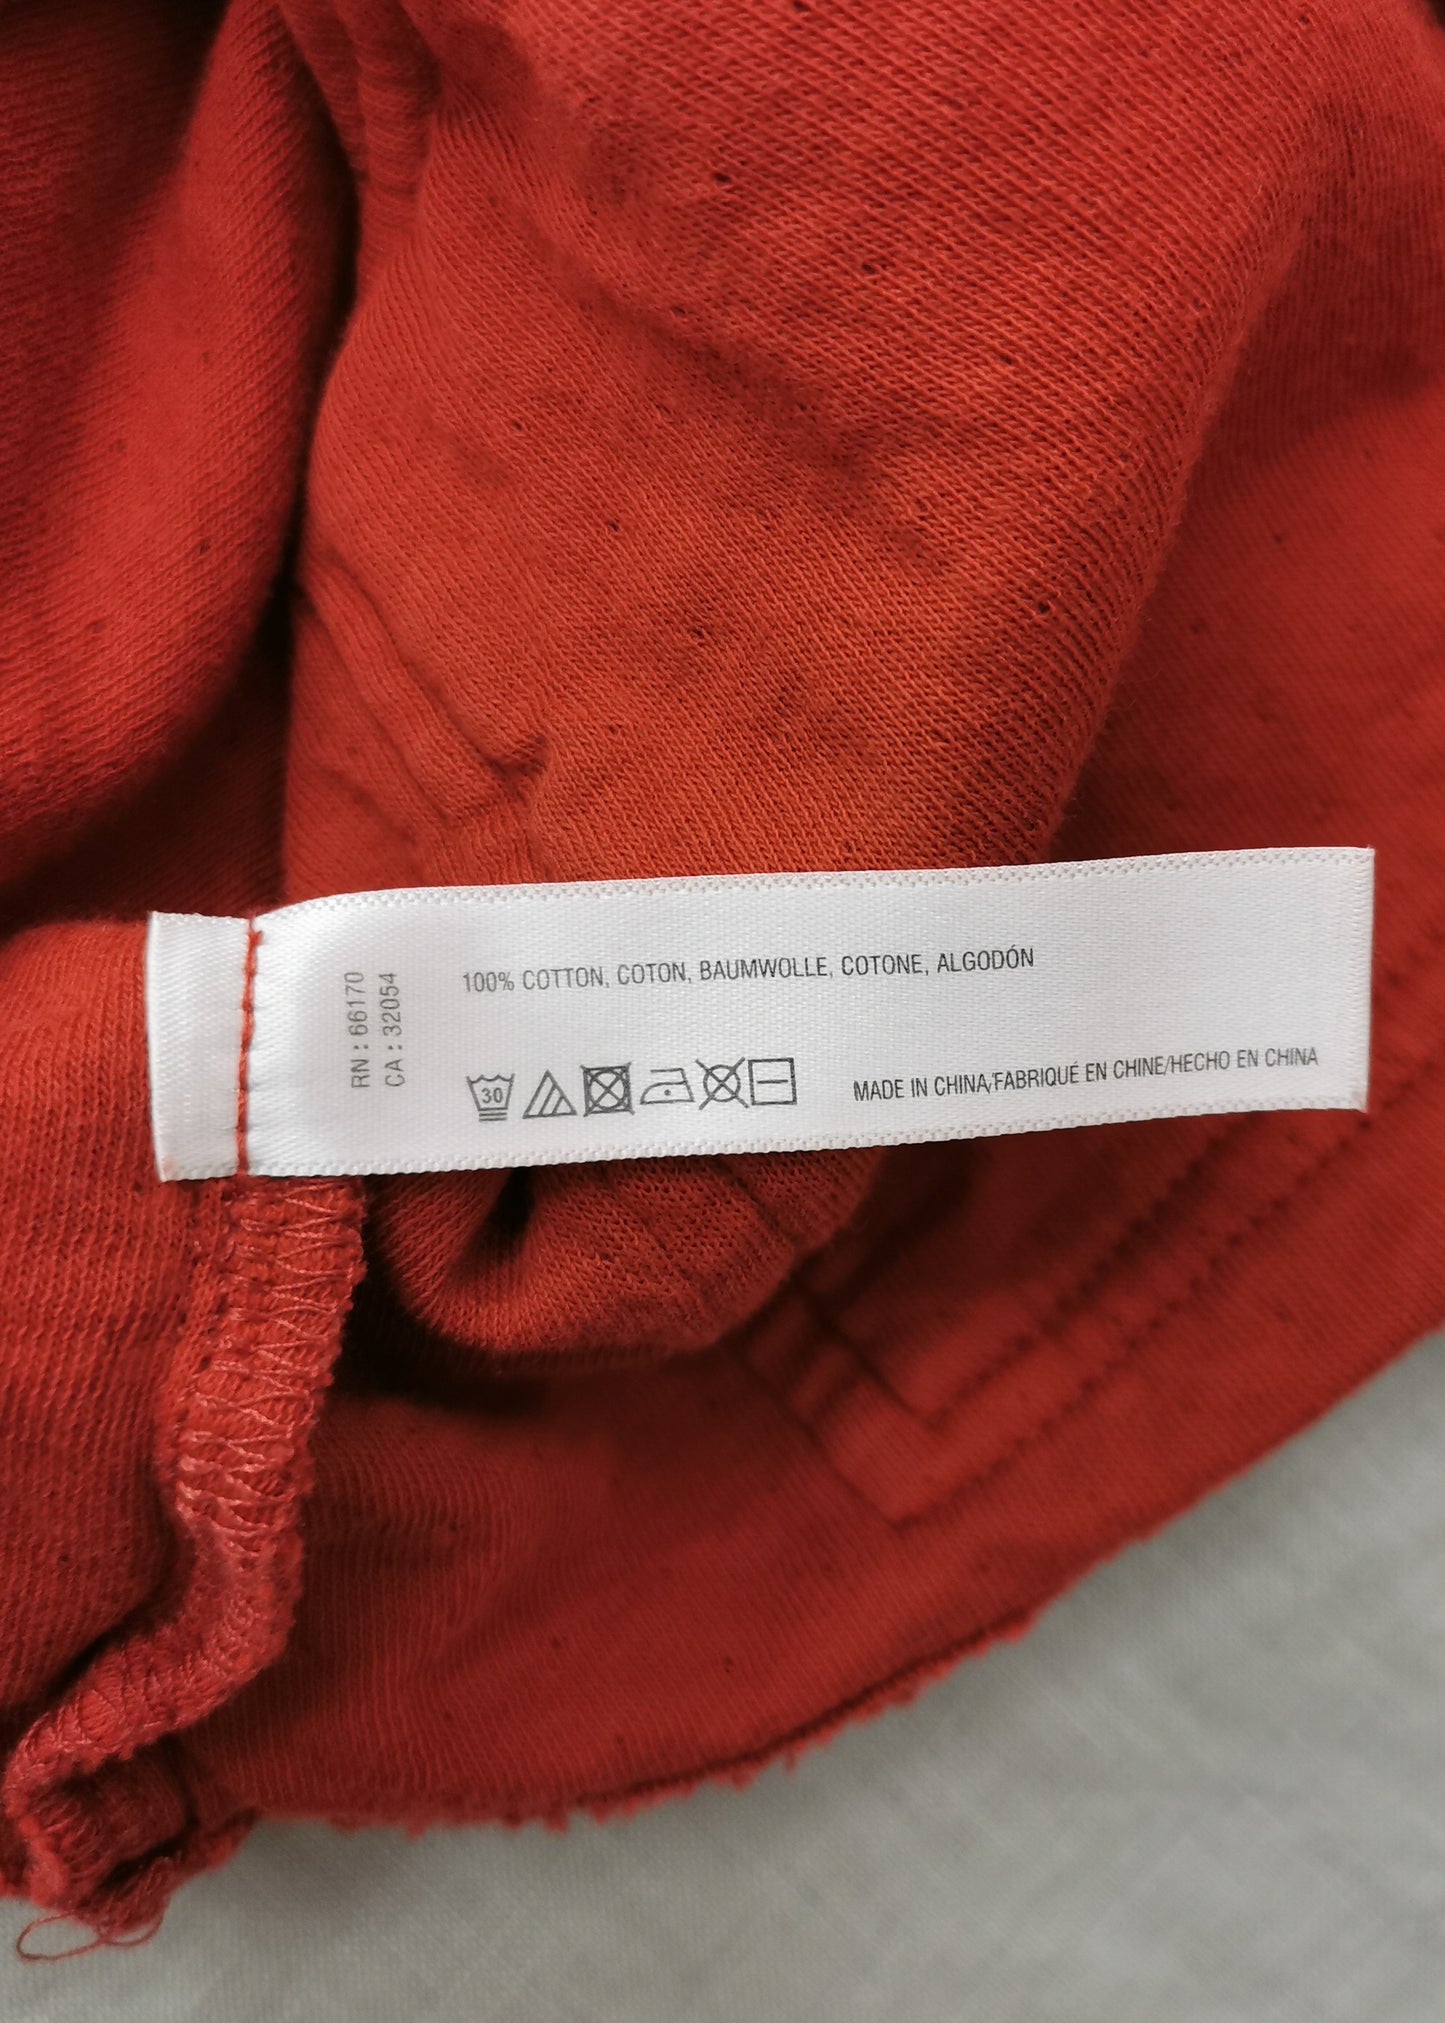 RN : 66170
CA : 32054
100% COTTON, COTON, BAUMWOLLE, COTONE, ALGODÓN
30
MADE IN CHINA/FABRIQUÉ EN CHINE/HECHO EN CHINA